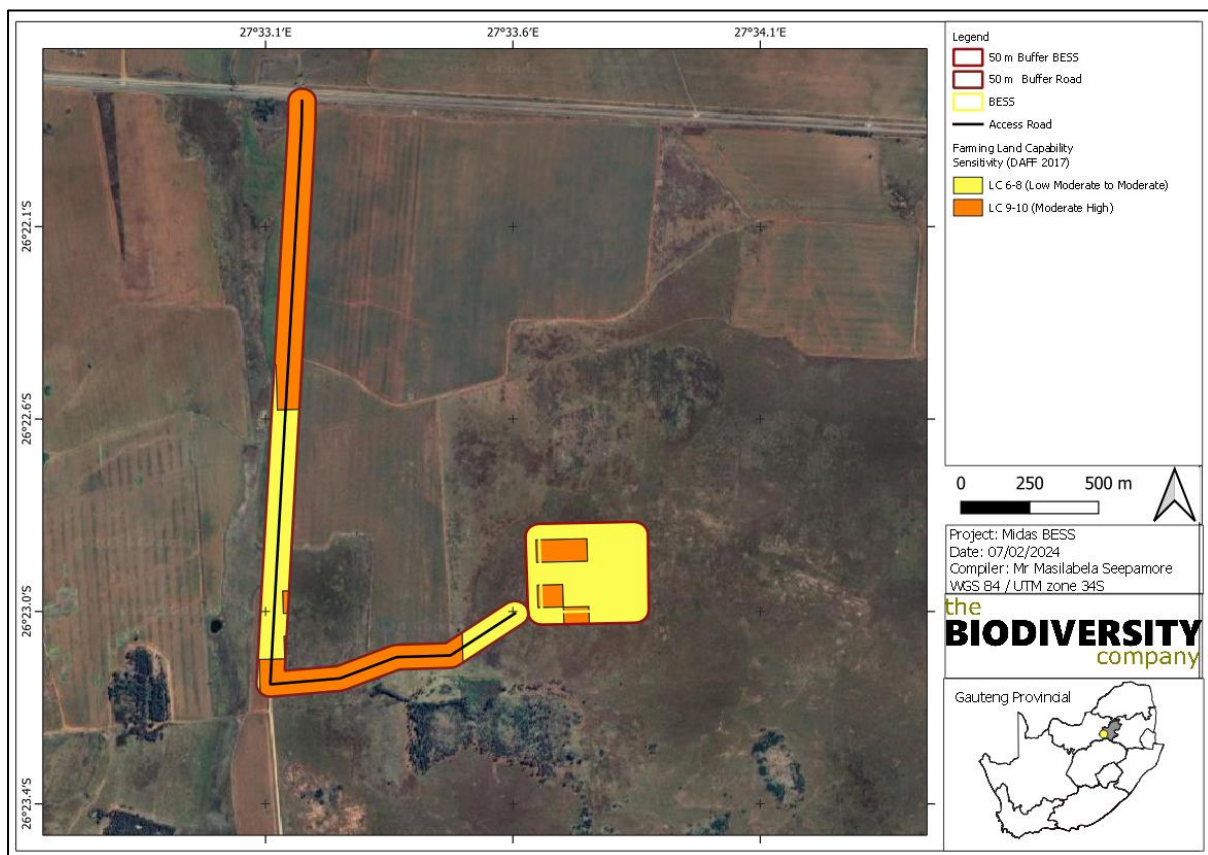 27°33.1'E
27°33.6'E
27°34.1'E
26°22.1'S
26°22.6'S
26°23.0'S
26°23.4'S
Legend
50 m Buffer BESS
50 m Buffer Road
BESS
Access Road
Farming Land Capability
Sensitivity (DAFF 2017)
LC 6-8 (Low Moderate to Moderate)
LC 9-10 (Moderate High)
0 250 500 m
Project: Midas BESS
Date: 07/02/2024
Compiler: Mr Masilabela Seepamore
WGS 84 / UTM zone 34S
the
BIODIVERSITY
company
Gauteng Provincial